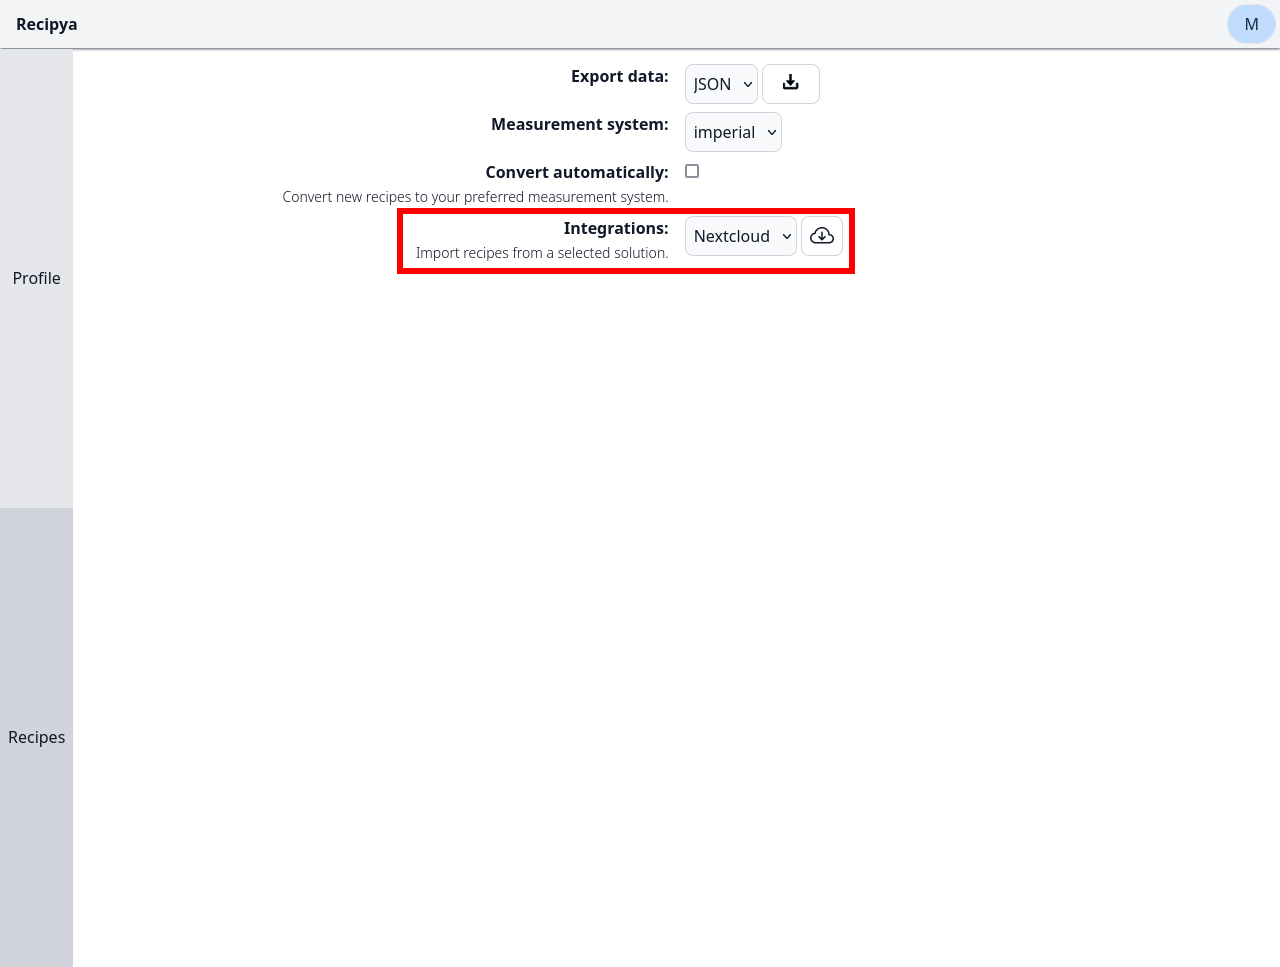 Recipya
M
Export data:
JSON
Measurement system:
imperial
Convert automatically:
Convert new recipes to your preferred measurement system.
Integrations:
Nextcloud
Import recipes from a selected solution.
Profile
Recipes